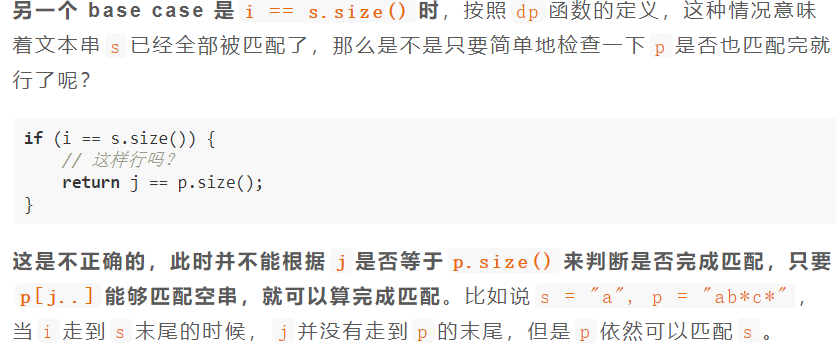 另一个 base case 是 i == s.size() 时，按照 dp 函数的定义，这种情况意味
着文本串 s 已经全部被匹配了，那么是不是只要简单地检查一下 p 是否也匹配完就
行了呢？
if (i == s.size()) {
    // 这样行吗？
    return j == p.size();
}
这是不正确的，此时并不能根据 j 是否等于 p.size() 来判断是否完成匹配，只要
p[j..] 能够匹配空串，就可以算完成匹配。比如说 s = "a", p = "ab*c*" ，
当 i 走到 s 末尾的时候， j 并没有走到 p 的末尾，但是 p 依然可以匹配 s 。